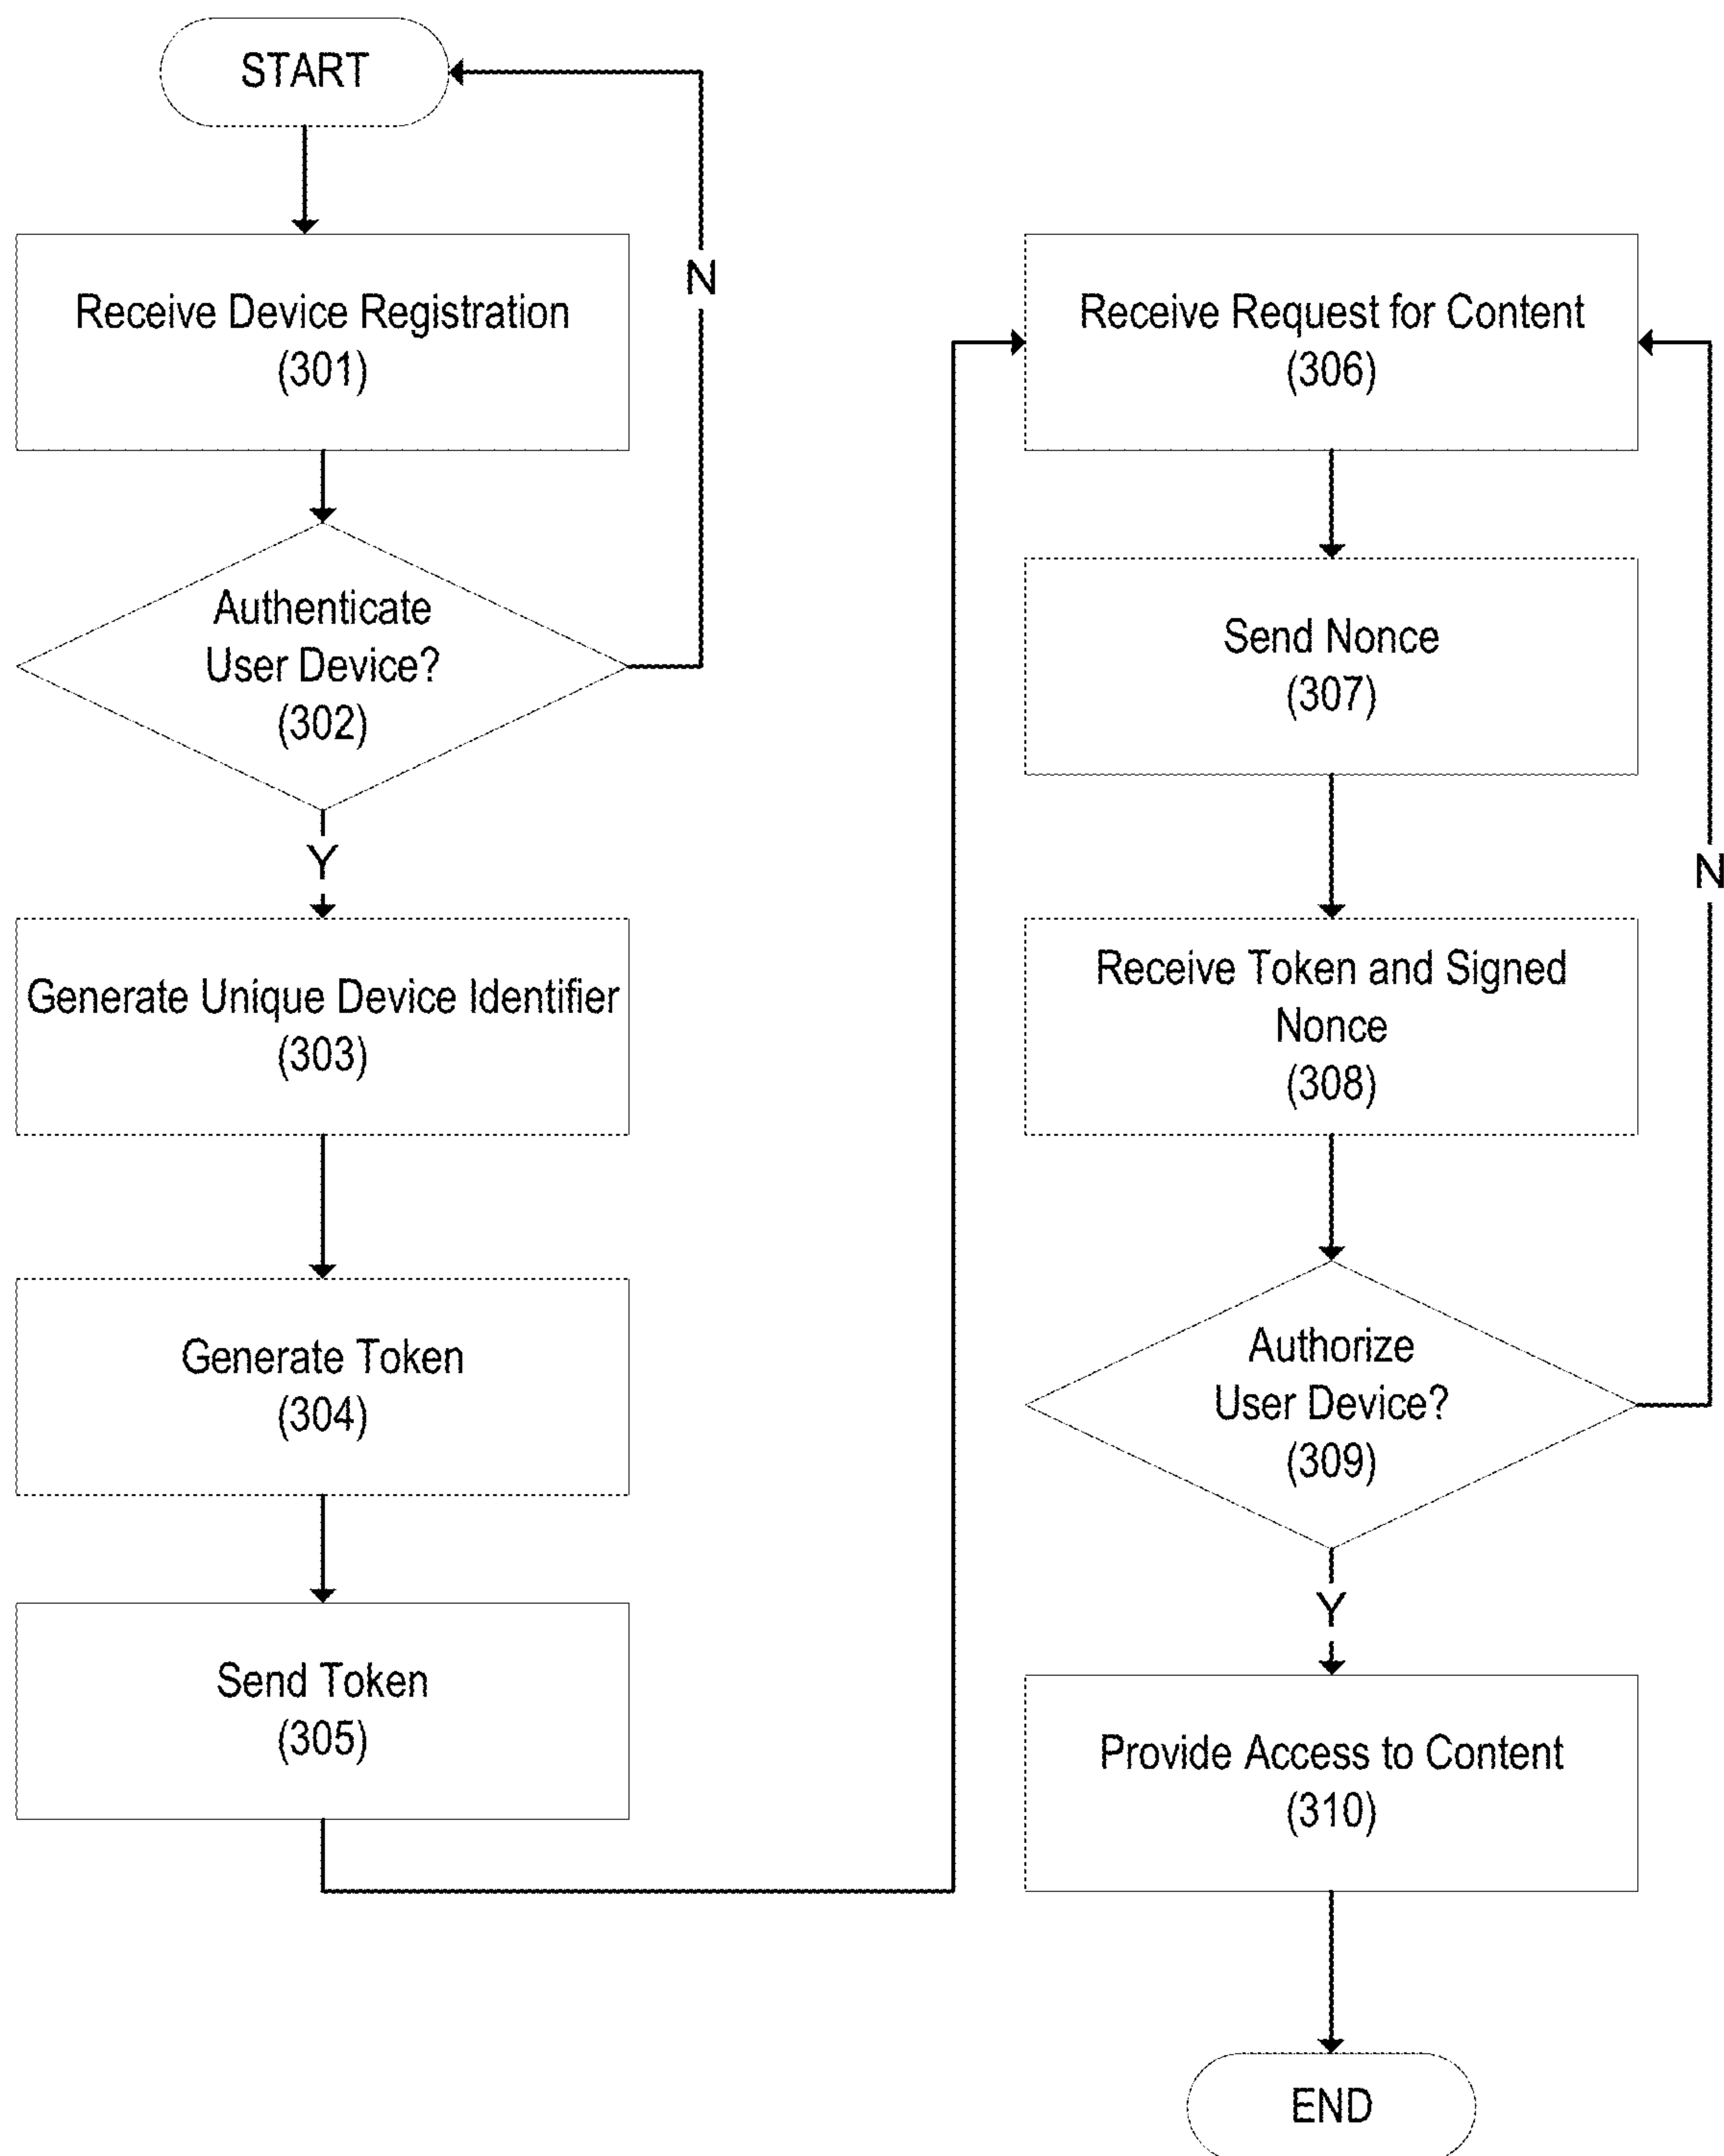 START
N
Receive Device Registration
(301)
Authenticate
User Device?
(302)
Y
Generate Unique Device Identifier
(303)
Generate Token
(304)
Send Token
(305)
Receive Request for Content
(306)
Send Nonce
(307)
N
Receive Token and Signed
Nonce
(308)
Authorize
User Device?
(309)
Y
Provide Access to Content
(310)
END